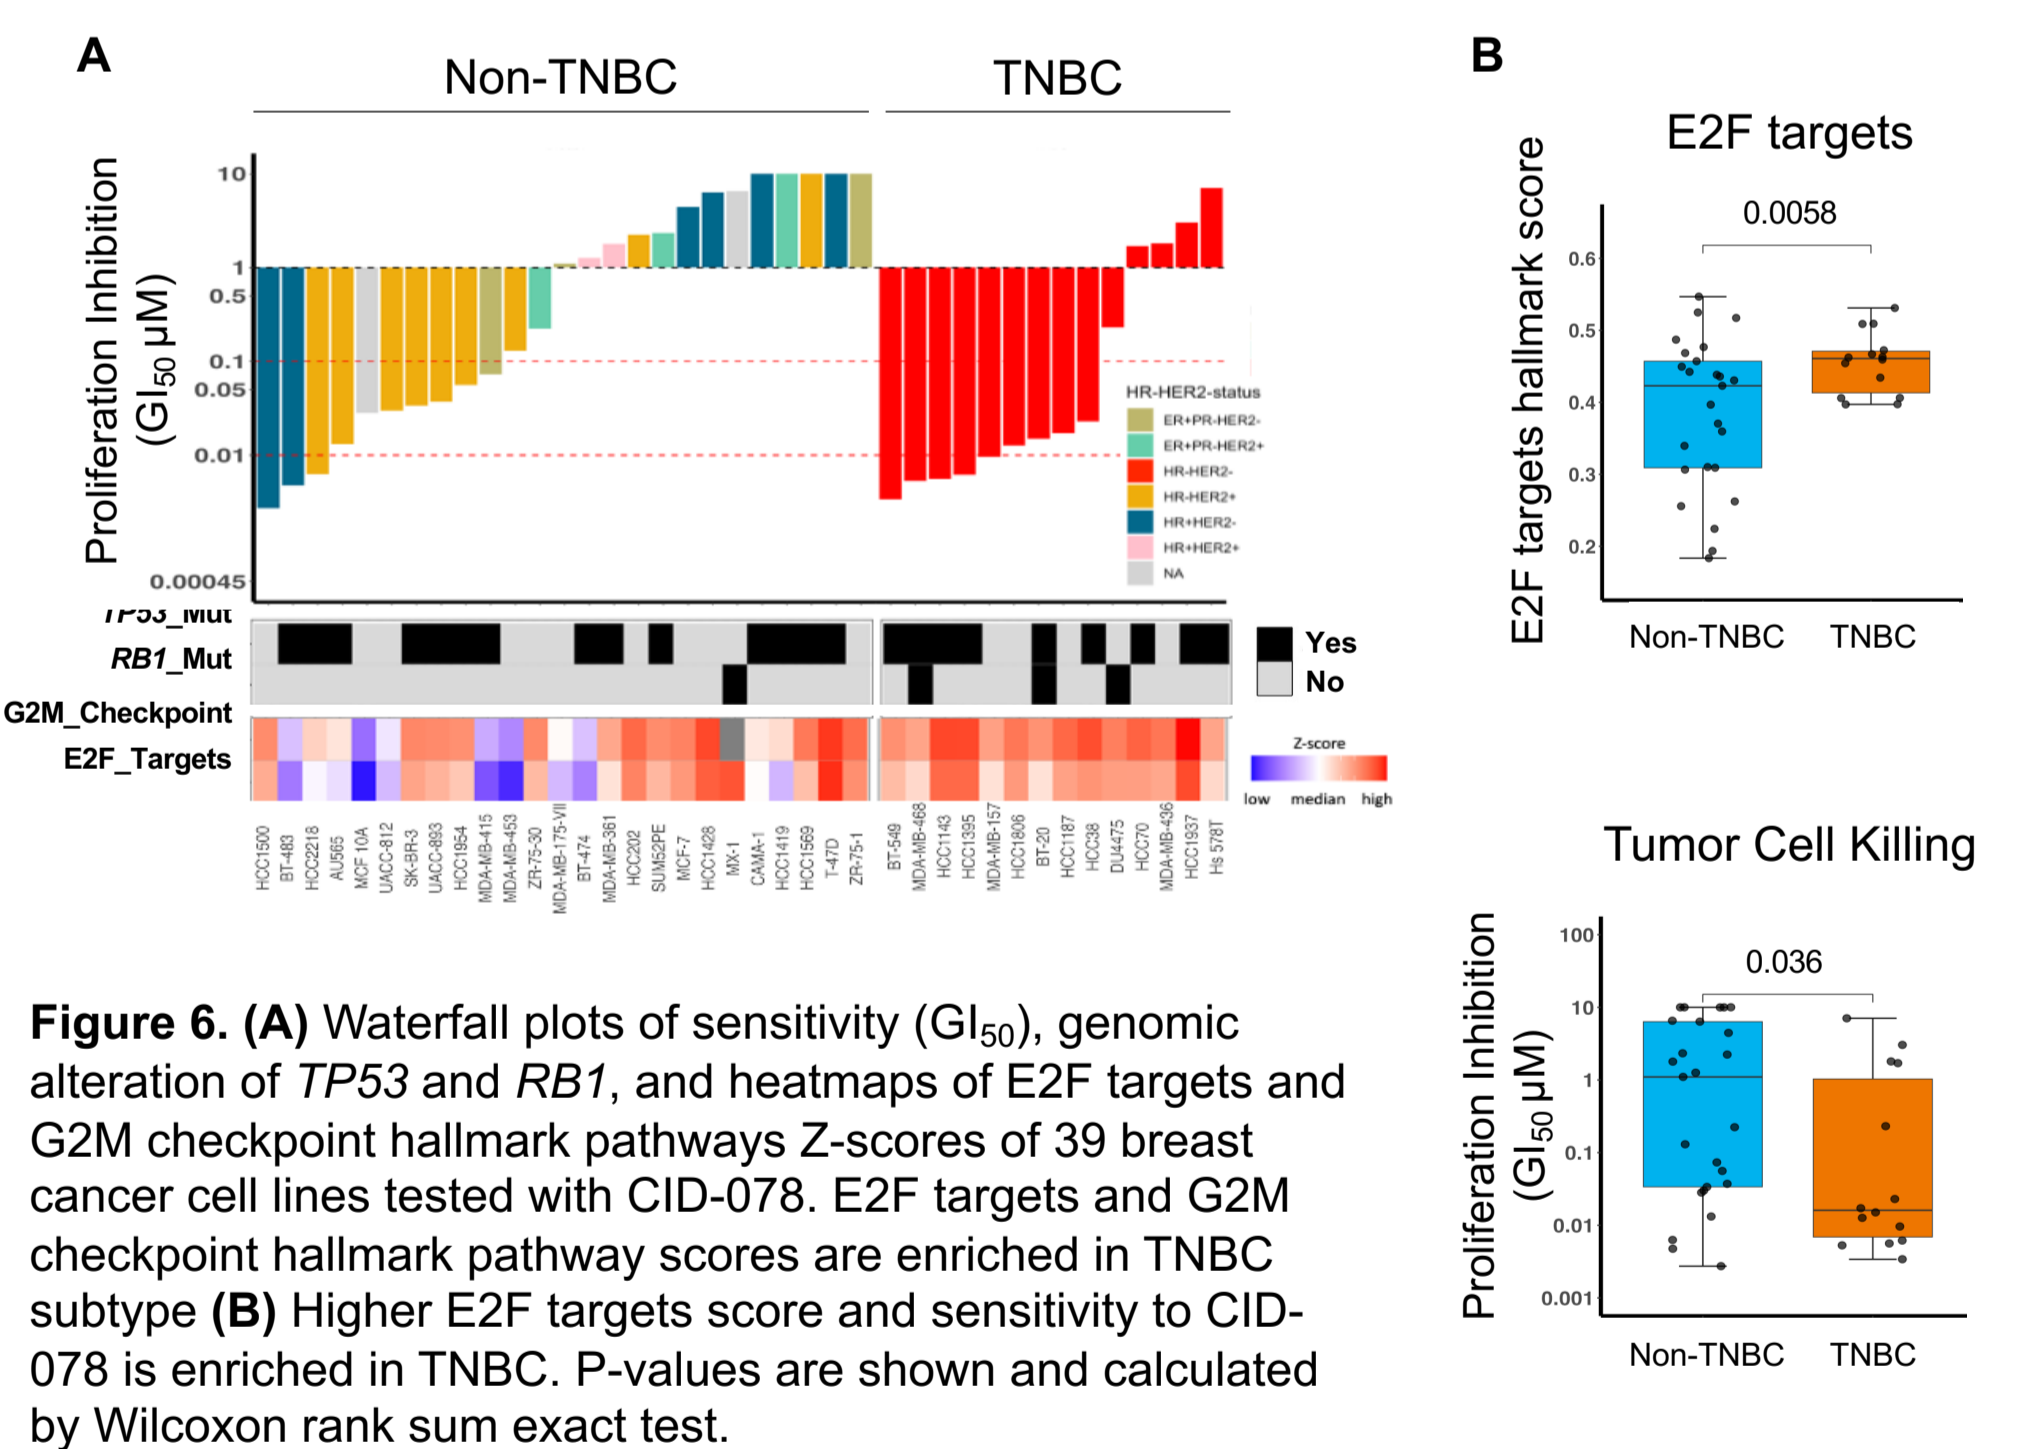 A
Non-TNBC
TNBC
Proliferation Inhibition
(GI50 µM)
10
1
0.5
0.1
0.05
0.01
0.00045
HR-HER2-status
ER+PR-HER2-
ER+PR-HER2+
HR-HER2-
HR-HER2+
HR+HER2-
HR+HER2+
NA
TP53_Mut
RB1_Mut
Yes
No
G2M_Checkpoint
E2F_Targets
Z-score
low median high
HCC1500
BT-483
HCC2218
AU565
MCF 10A
UACC-812
SK-BR-3
UACC-893
HCC1954
MDA-MB-415
MDA-MB-453
ZR-75-30
MDA-MB-175-VII
BT-474
MDA-MB-361
HCC202
SUM52PE
MCF-7
HCC1428
MX-1
CAMA-1
HCC1419
HCC1569
T-47D
ZR-75-1
BT-549
MDA-MB-468
HCC1143
HCC1395
MDA-MB-157
HCC1806
BT-20
HCC1187
HCC38
DU4475
HCC70
MDA-MB-436
HCC1937
Hs 578T
B
E2F targets
E2F targets hallmark score
0.0058
0.6
0.5
0.4
0.3
0.2
Non-TNBC TNBC
Tumor Cell Killing
Proliferation Inhibition
(GI50 µM)
0.036
100
10
1
0.1
0.01
0.001
Non-TNBC TNBC
Figure 6. (A) Waterfall plots of sensitivity (GI50), genomic
alteration of TP53 and RB1, and heatmaps of E2F targets and
G2M checkpoint hallmark pathways Z-scores of 39 breast
cancer cell lines tested with CID-078. E2F targets and G2M
checkpoint hallmark pathway scores are enriched in TNBC
subtype (B) Higher E2F targets score and sensitivity to CID-
078 is enriched in TNBC. P-values are shown and calculated
by Wilcoxon rank sum exact test.